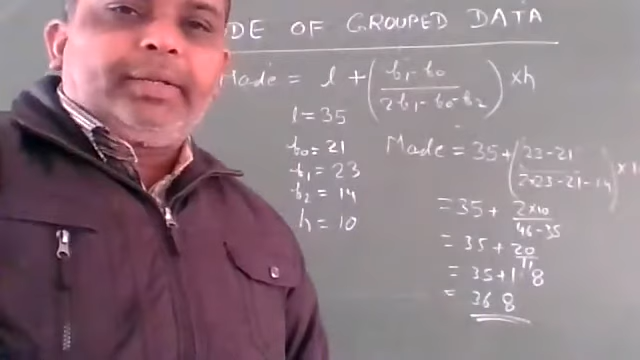 DE OF GROUPED DATA
Mode = l + (f₁-f₀ / 2f₁-f₀-f₂) × h
l = 35
f₀ = 21
f₁ = 23
f₂ = 14
h = 10
Mode = 35 + (23-21 / 2×23-21-14) × 1
= 35 + 2×10 / 46-35
= 35 + 20 / 11
= 35 + 1.8
= 36.8